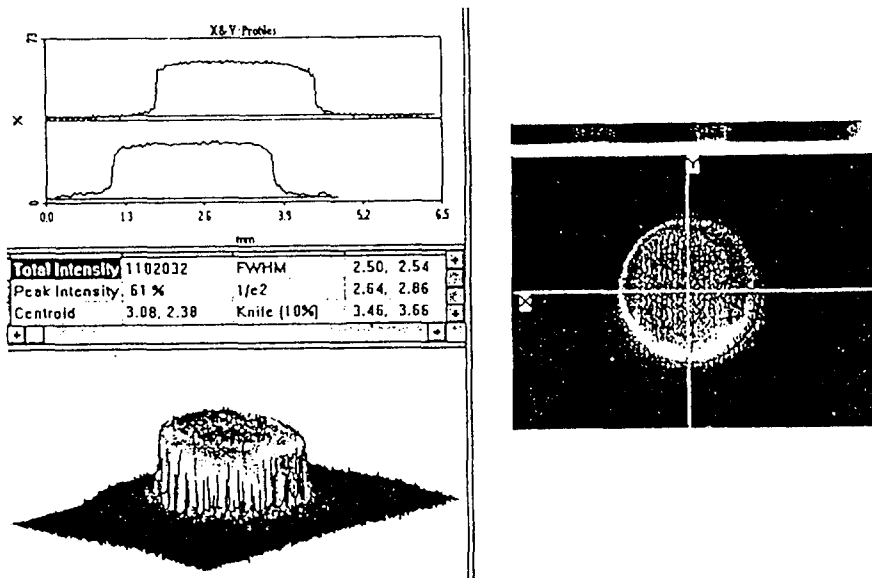 X & Y Profiles
73
%
0
0.0 1.3 2.6 3.9 5.2 6.5
mm
Total Intensity 1102032 FWHM 2.50, 2.54
Peak Intensity 61 % 1/e2 2.64, 2.86
Centroid 3.08, 2.38 Knife (10%) 3.46, 3.66
Y
X